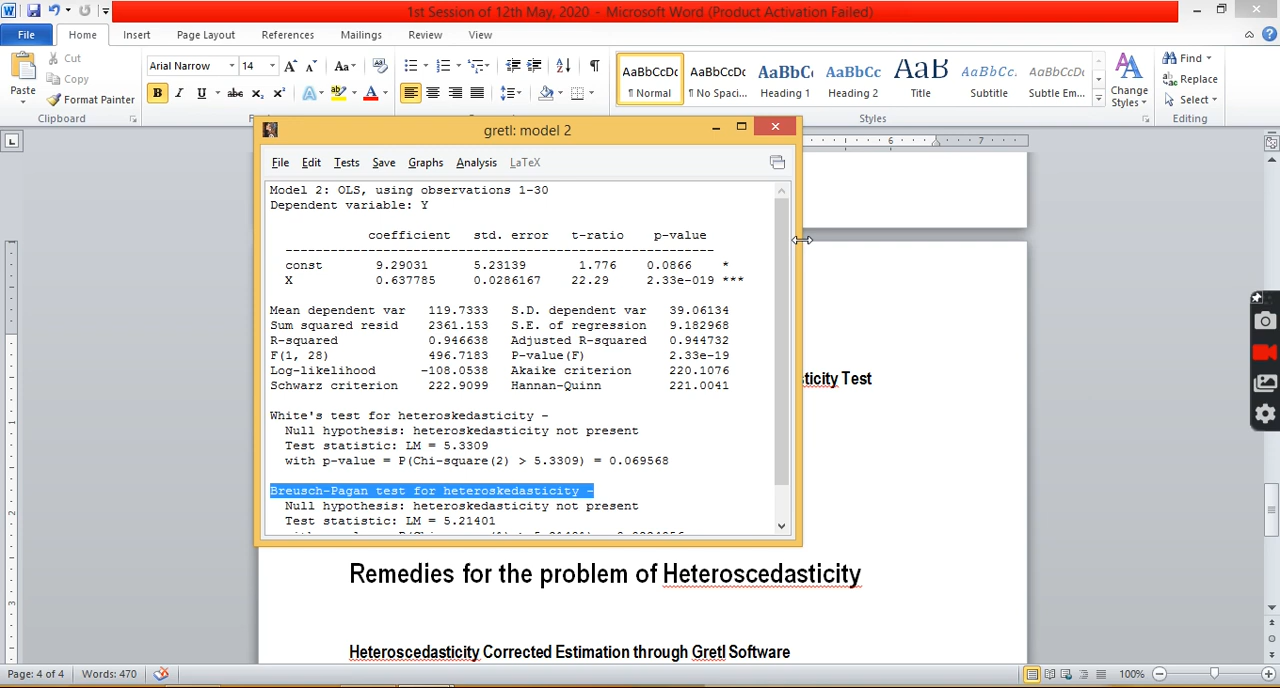 1st Session of 12th May, 2020 - Microsoft Word (Product Activation Failed)
File Home Insert Page Layout References Mailings Review View
Paste
Cut
Copy
Format Painter
Clipboard
Arial Narrow 14
AaBbCcDc ¶ Normal
AaBbCcDc ¶ No Spaci...
AaBbC Heading 1
AaBbCc Heading 2
AaB Title
AaBbCc. Subtitle
AaBbCcDc Subtle Em...
Change Styles
Styles
Find
Replace
Select
Editing
gretl: model 2
File Edit Tests Save Graphs Analysis LaTeX
Model 2: OLS, using observations 1-30
Dependent variable: Y
coefficient std. error t-ratio p-value
const 9.29031 5.23139 1.776 0.0866 *
X 0.637785 0.0286167 22.29 2.33e-019 ***
Mean dependent var 119.7333 S.D. dependent var 39.06134
Sum squared resid 2361.153 S.E. of regression 9.182968
R-squared 0.946638 Adjusted R-squared 0.944732
F(1, 28) 496.7183 P-value(F) 2.33e-19
Log-likelihood -108.0538 Akaike criterion 220.1076
Schwarz criterion 222.9099 Hannan-Quinn 221.0041
White's test for heteroskedasticity -
Null hypothesis: heteroskedasticity not present
Test statistic: LM = 5.3309
with p-value = P(Chi-square(2) > 5.3309) = 0.069568
Breusch-Pagan test for heteroskedasticity -
Null hypothesis: heteroskedasticity not present
Test statistic: LM = 5.21401
ticity Test
Remedies for the problem of Heteroscedasticity
Heteroscedasticity Corrected Estimation through Gretl Software
Page: 4 of 4 Words: 470 100%